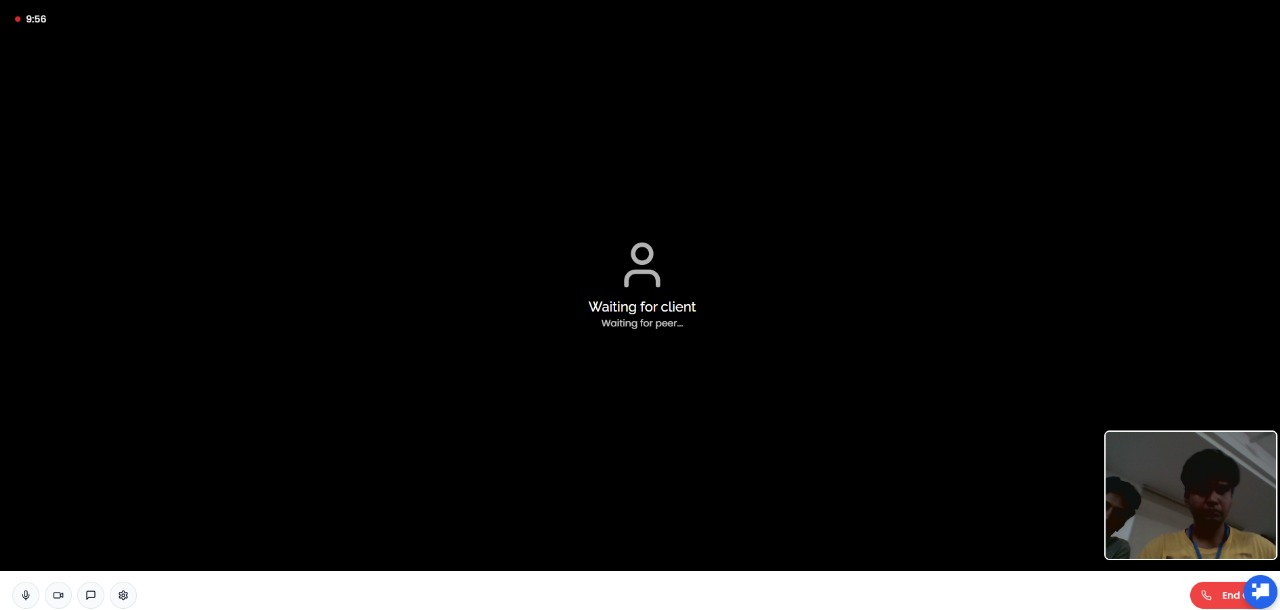 9:56
Waiting for client
Waiting for peer...
End